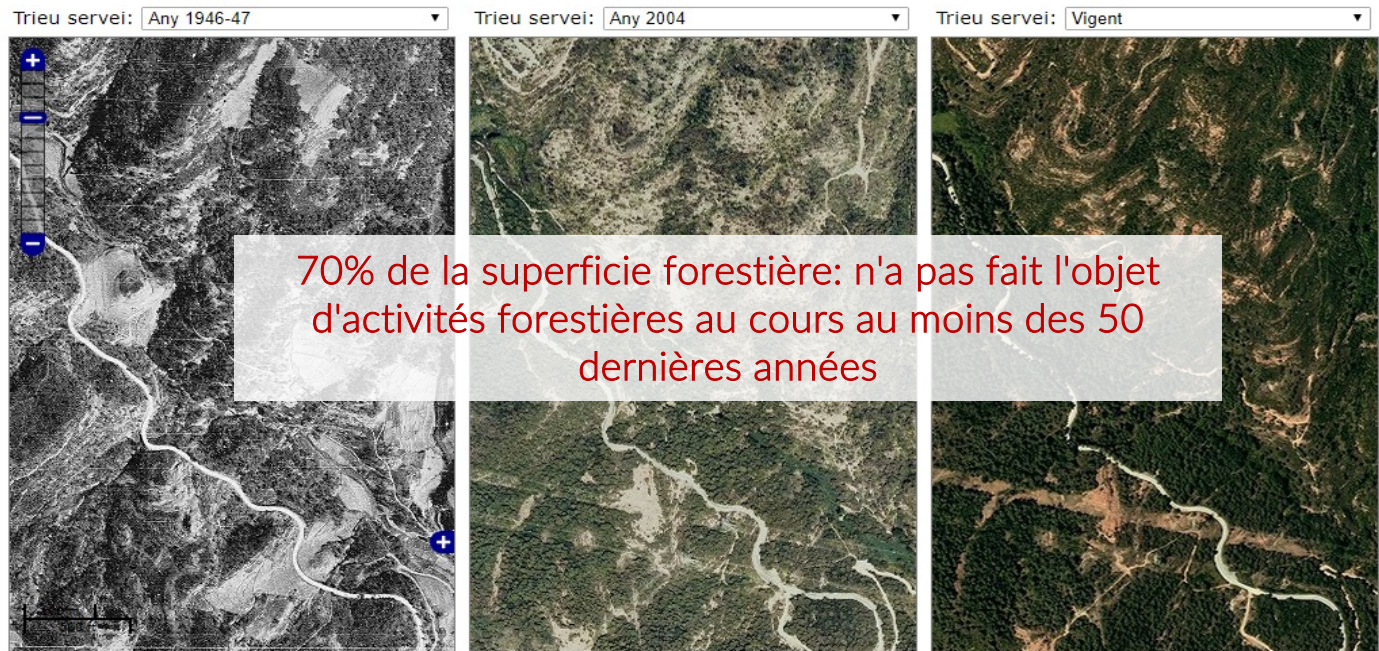 Trieu servei: Any 1946-47
Trieu servei: Any 2004
Trieu servei: Vigent
70% de la superficie forestière: n'a pas fait l'objet
d'activités forestières au cours au moins des 50
dernières années